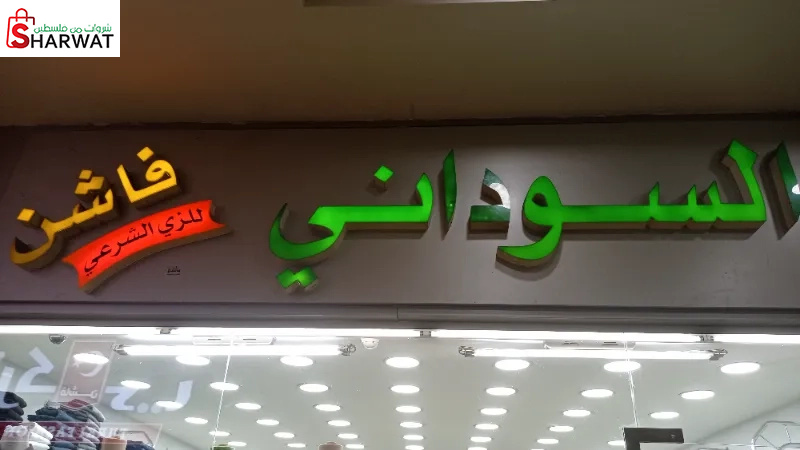 شروات من فلسطين
SHARWAT
السوداني فاشن
للزي الشرعي